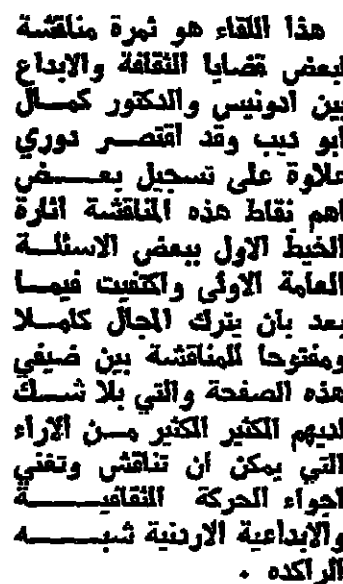 هذا اللقاء هو ثمرة مناقشة
لبعض قضايا الثقافة والابداع
بين ادونيس والدكتور كمال
أبو ديب وقد اقتصر دوري
علاوة على تسجيل بعض
اهم نقاط هذه المناقشة اثارة
الخيط الاول ببعض الاسئلة
العامة الاولى واكتفيت فيما
بعد بان يترك المجال كاملا
ومفتوحا للمناقشة بين ضيفي
هذه الصفحة والتي بلا شك
لديهم الكثير الكثير من الآراء
التي يمكن ان تناقش وتغني
اجواء الحركة الثقافية
والابداعية الاردنية شبه
الراكده .